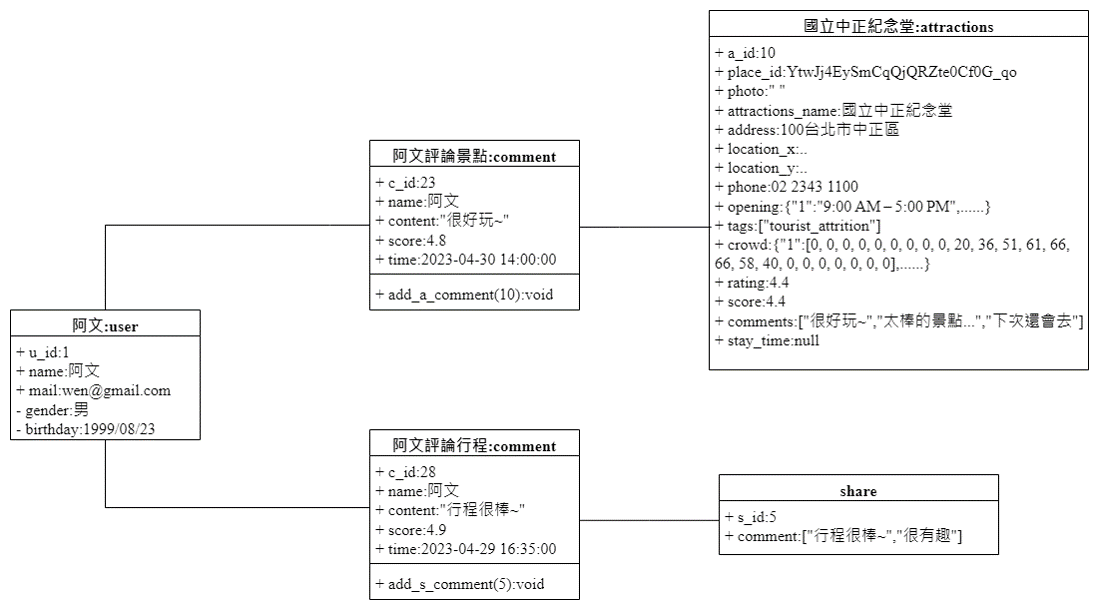 國立中正紀念堂:attractions
+ a_id:10
+ place_id:YtwJj4EySmCqQjQRZte0Cf0G_qo
+ photo:" "
+ attractions_name:國立中正紀念堂
+ address:100台北市中正區
+ location_x:..
+ location_y:..
+ phone:02 2343 1100
+ opening:{"1":"9:00 AM – 5:00 PM",......}
+ tags:["tourist_attrition"]
+ crowd:{"1":[0, 0, 0, 0, 0, 0, 0, 0, 0, 20, 36, 51, 61, 66,
66, 58, 40, 0, 0, 0, 0, 0, 0, 0],......}
+ rating:4.4
+ score:4.4
+ comments:["很好玩~","太棒的景點...","下次還會去"]
+ stay_time:null
阿文評論景點:comment
+ c_id:23
+ name:阿文
+ content:"很好玩~"
+ score:4.8
+ time:2023-04-30 14:00:00
+ add_a_comment(10):void
阿文:user
+ u_id:1
+ name:阿文
+ mail:wen@gmail.com
- gender:男
- birthday:1999/08/23
阿文評論行程:comment
+ c_id:28
+ name:阿文
+ content:"行程很棒~"
+ score:4.9
+ time:2023-04-29 16:35:00
+ add_s_comment(5):void
share
+ s_id:5
+ comment:["行程很棒~","很有趣"]